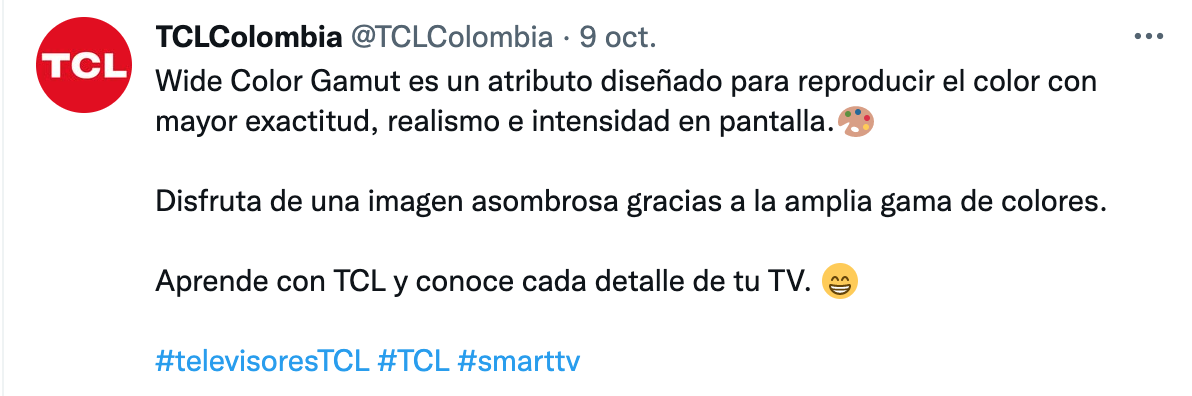 TCL
TCLColombia @TCLColombia · 9 oct.
Wide Color Gamut es un atributo diseñado para reproducir el color con
mayor exactitud, realismo e intensidad en pantalla.🎨
Disfruta de una imagen asombrosa gracias a la amplia gama de colores.
Aprende con TCL y conoce cada detalle de tu TV. 😁
#televisoresTCL #TCL #smarttv